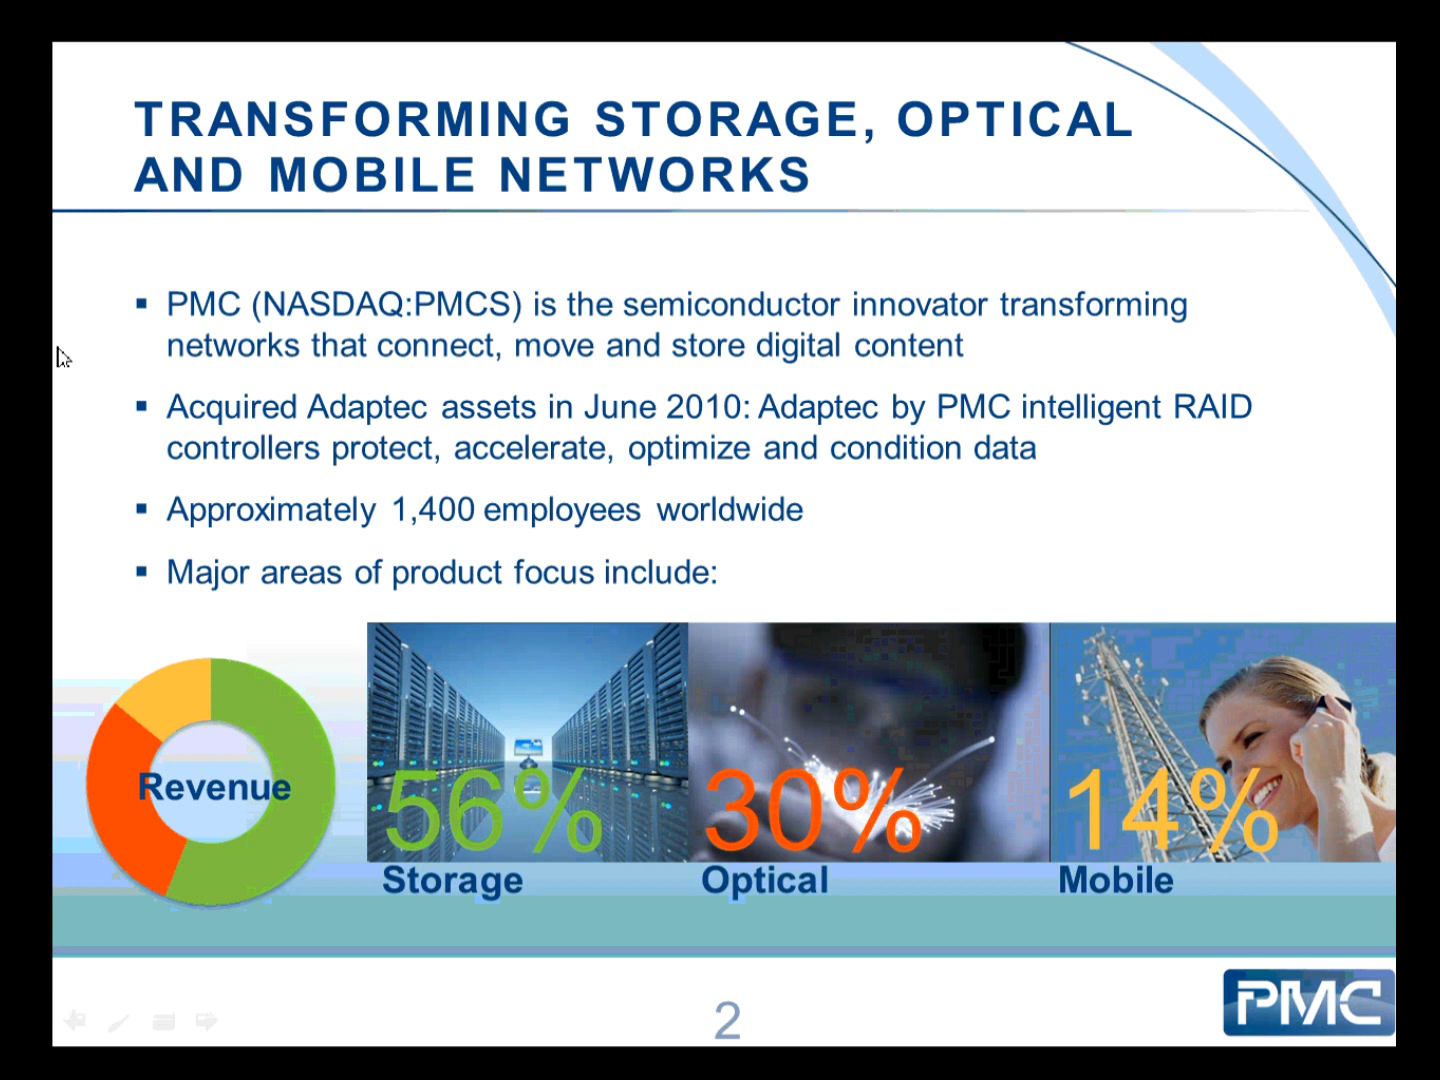 TRANSFORMING STORAGE, OPTICAL
AND MOBILE NETWORKS
▪ PMC (NASDAQ:PMCS) is the semiconductor innovator transforming
networks that connect, move and store digital content
▪ Acquired Adaptec assets in June 2010: Adaptec by PMC intelligent RAID
controllers protect, accelerate, optimize and condition data
▪ Approximately 1,400 employees worldwide
▪ Major areas of product focus include:
Revenue
56%
Storage
30%
Optical
14%
Mobile
2
PMC